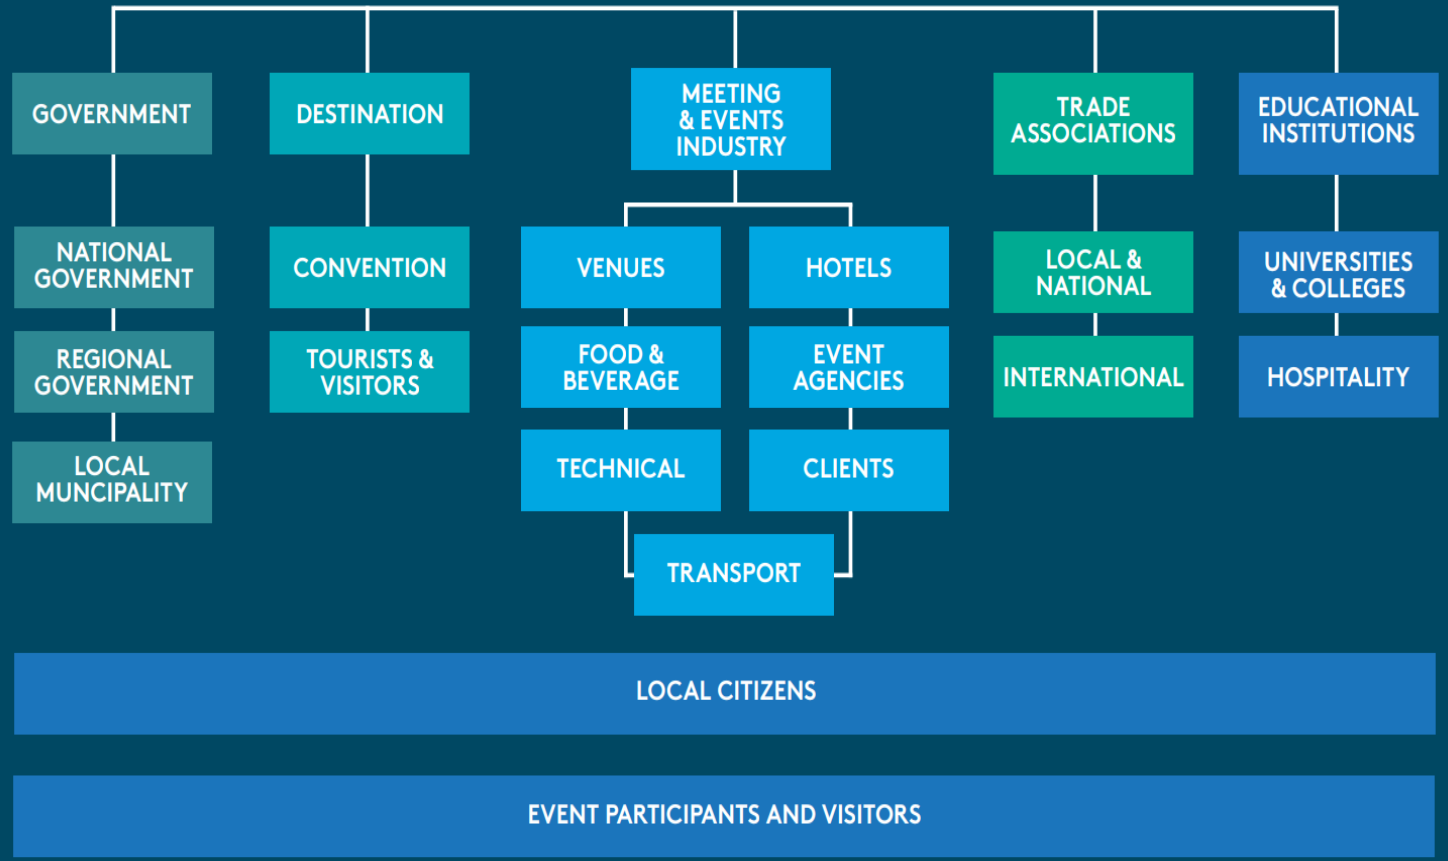 GOVERNMENT
DESTINATION
MEETING
& EVENTS
INDUSTRY
TRADE
ASSOCIATIONS
EDUCATIONAL
INSTITUTIONS
NATIONAL
GOVERNMENT
CONVENTION
VENUES
HOTELS
LOCAL &
NATIONAL
UNIVERSITIES
& COLLEGES
REGIONAL
GOVERNMENT
TOURISTS &
VISITORS
FOOD &
BEVERAGE
EVENT
AGENCIES
INTERNATIONAL
HOSPITALITY
LOCAL
MUNCIPALITY
TECHNICAL
CLIENTS
TRANSPORT
LOCAL CITIZENS
EVENT PARTICIPANTS AND VISITORS